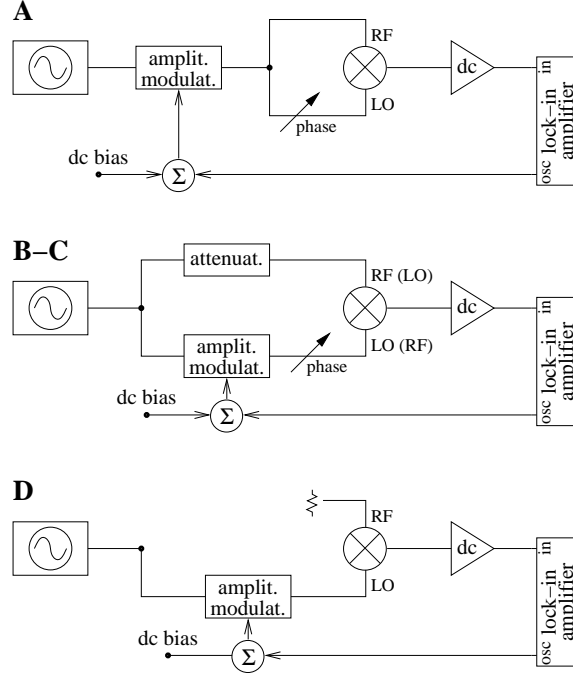 A
amplit.
modulat.
RF
LO
phase
dc
in
lock-in
amplifier
osc
dc bias
Σ
B-C
attenuat.
RF (LO)
amplit.
modulat.
LO (RF)
phase
dc
in
lock-in
amplifier
osc
dc bias
Σ
D
RF
amplit.
modulat.
LO
dc
in
lock-in
amplifier
osc
dc bias
Σ